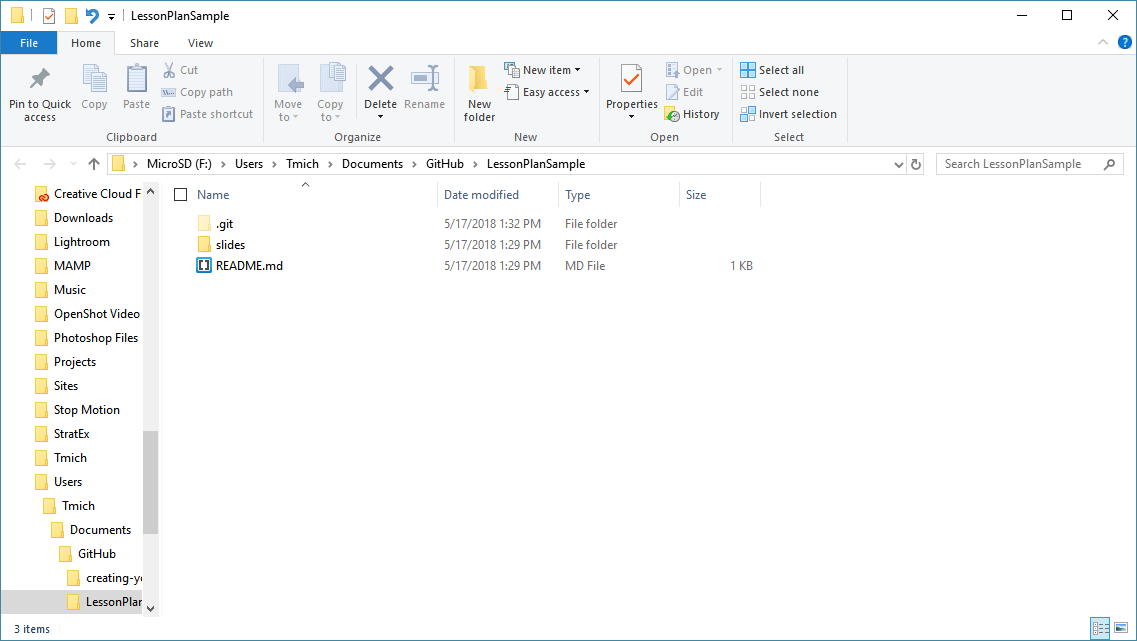 LessonPlanSample
File Home Share View
Pin to Quick access
Copy
Paste
Cut
Copy path
Paste shortcut
Clipboard
Move to
Copy to
Delete
Rename
Organize
New folder
New item
Easy access
New
Properties
Open
Edit
History
Open
Select all
Select none
Invert selection
Select
MicroSD (F:) > Users > Tmich > Documents > GitHub > LessonPlanSample
Search LessonPlanSample
Name Date modified Type Size
.git 5/17/2018 1:32 PM File folder
slides 5/17/2018 1:29 PM File folder
README.md 5/17/2018 1:29 PM MD File 1 KB
Creative Cloud F
Downloads
Lightroom
MAMP
Music
OpenShot Video
Photoshop Files
Projects
Sites
Stop Motion
StratEx
Tmich
Users
Tmich
Documents
GitHub
creating-yo
LessonPlan
3 items